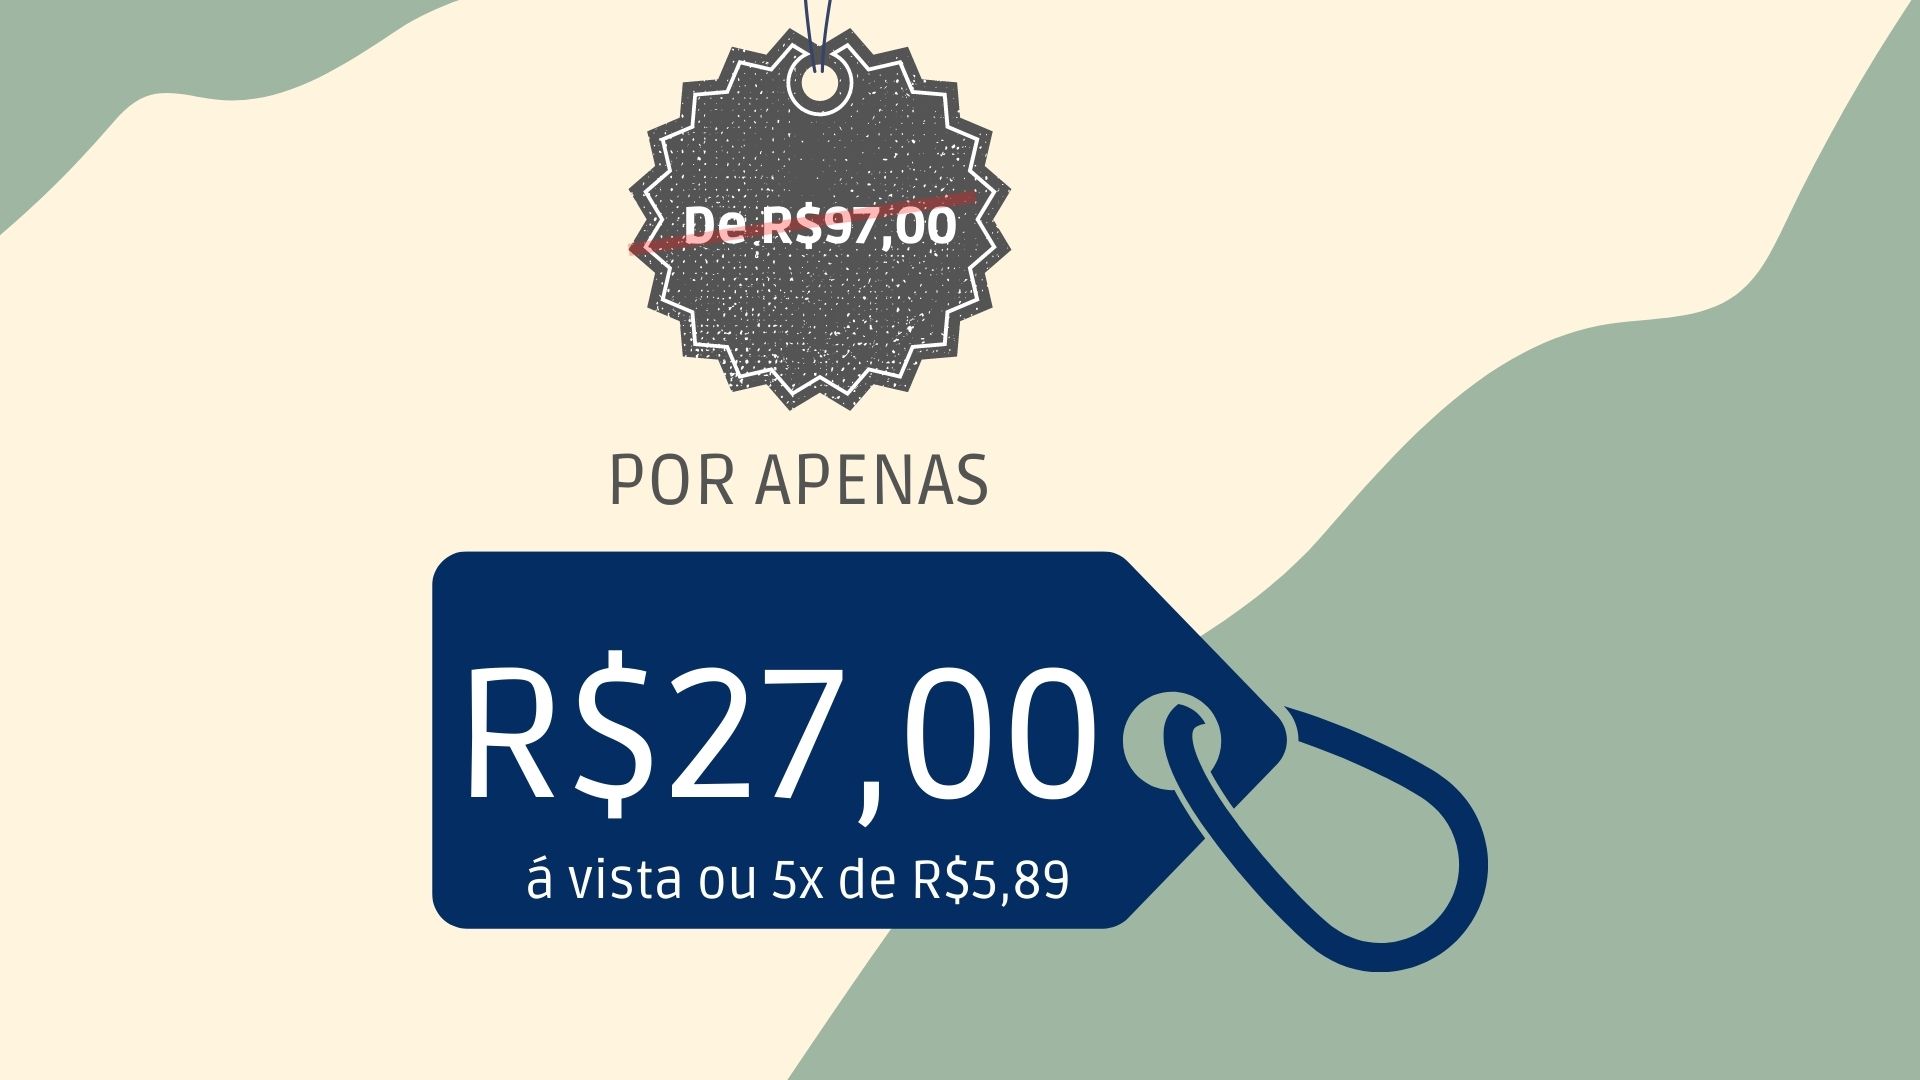 De R$97,00
POR APENAS
R$27,00
á vista ou 5x de R$5,89